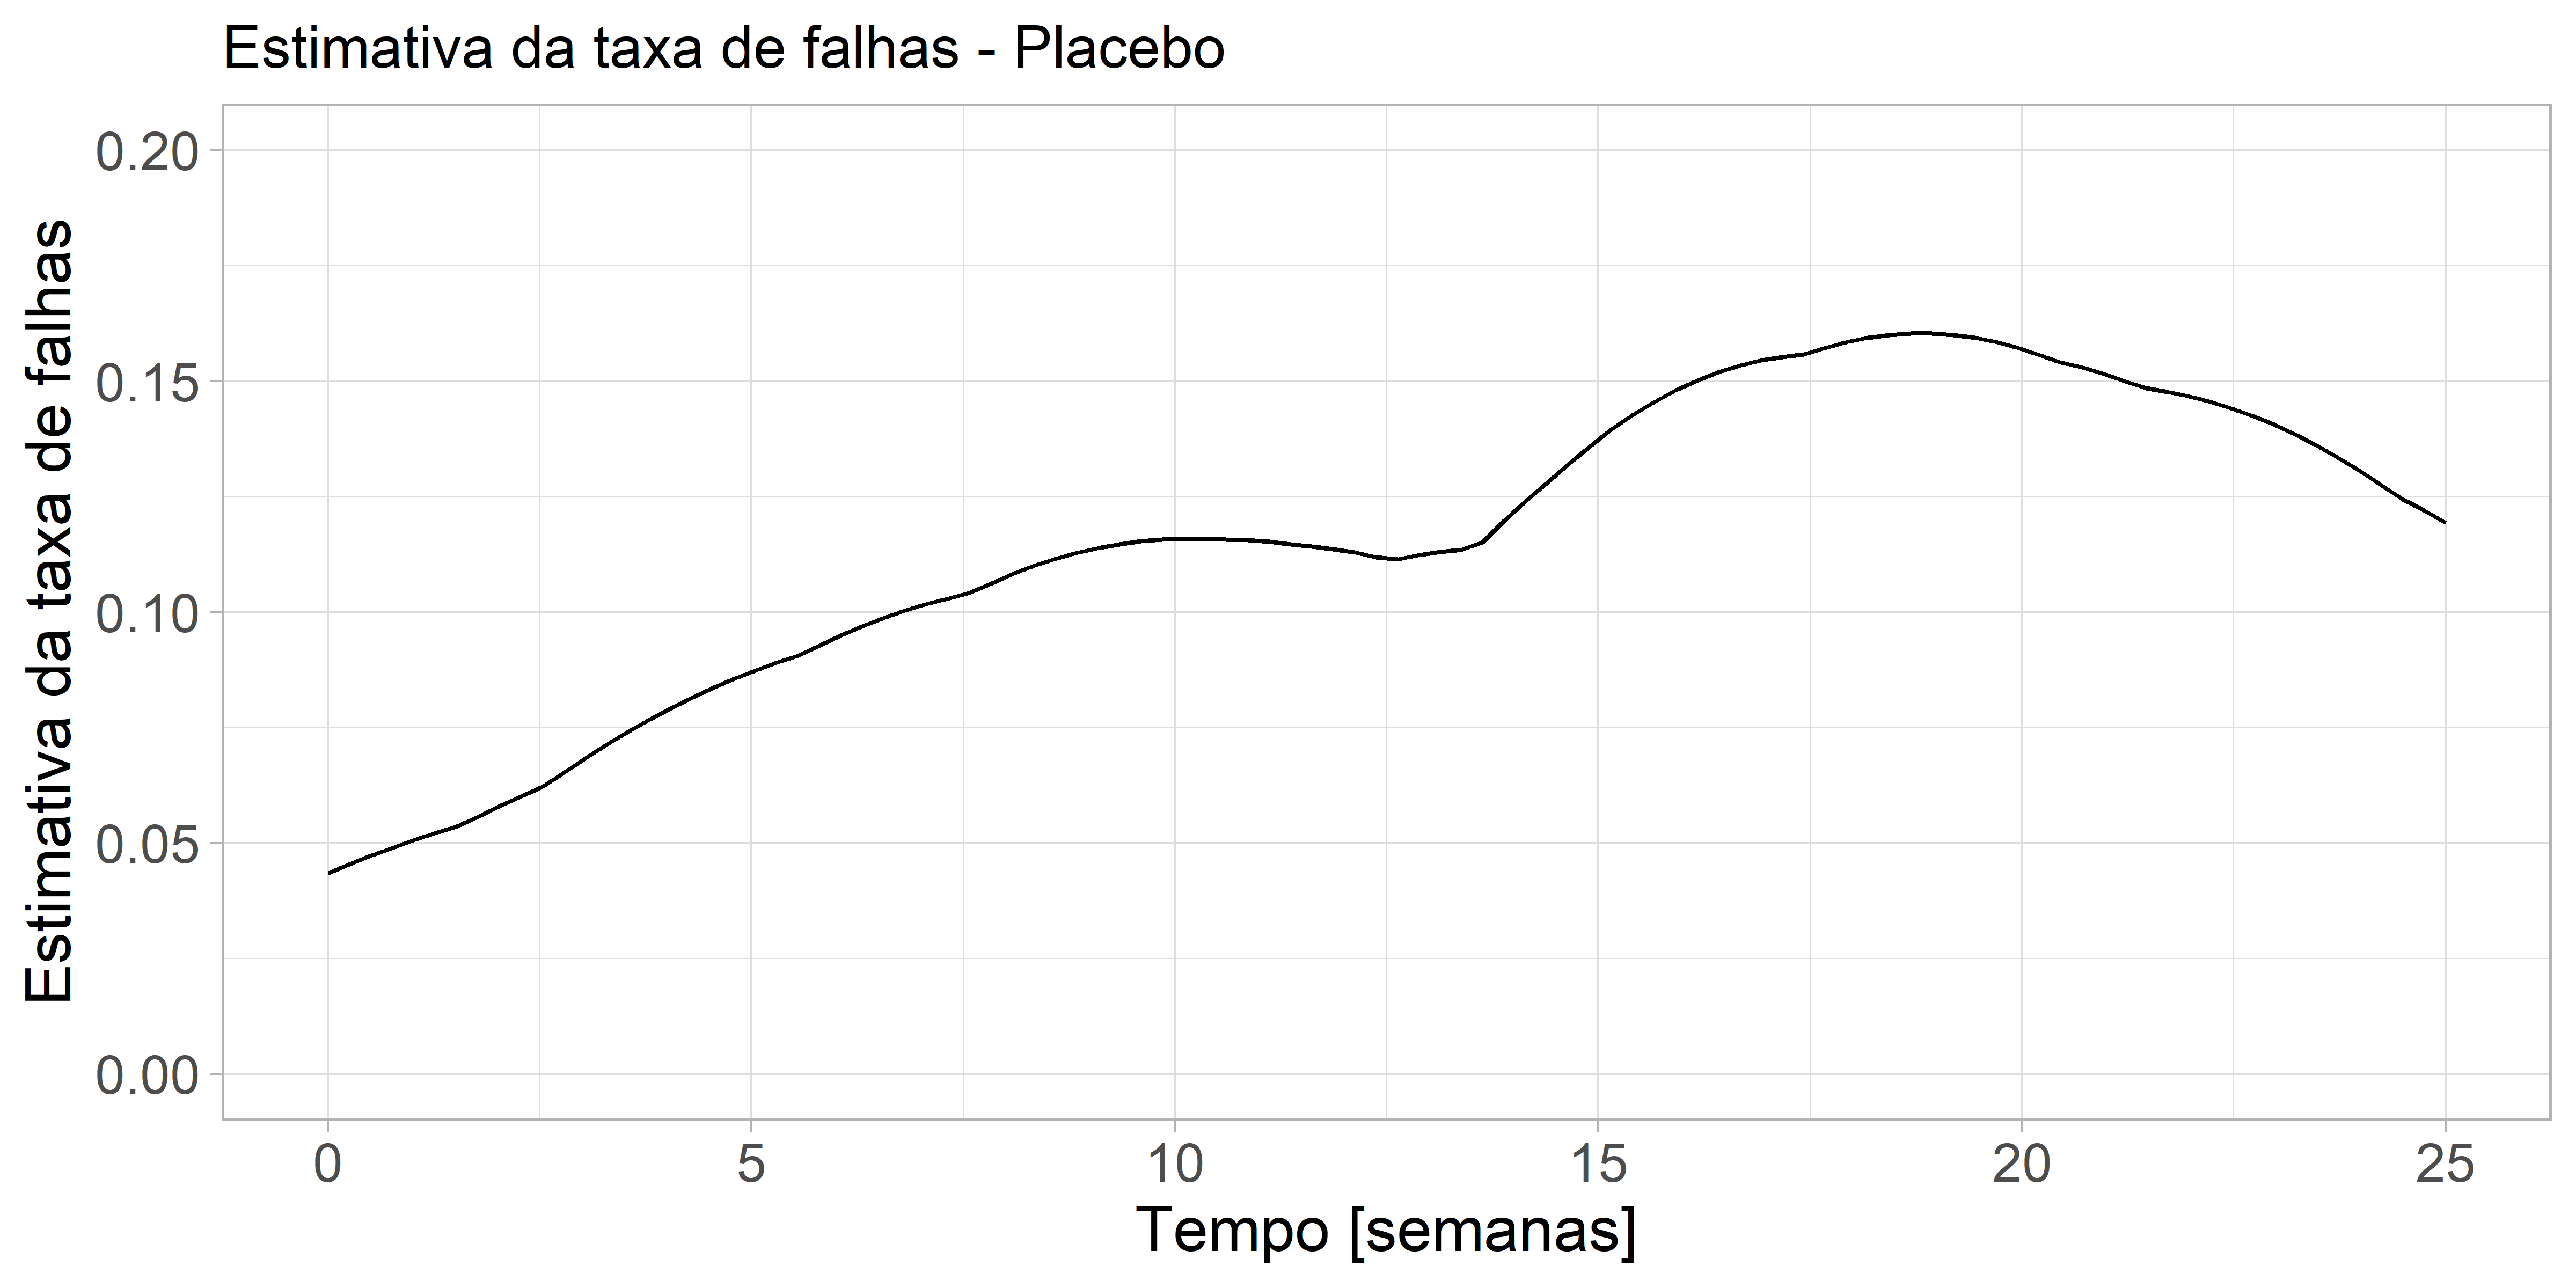 Estimativa da taxa de falhas - Placebo
Estimativa da taxa de falhas
0.20
0.15
0.10
0.05
0.00
0 5 10 15 20 25
Tempo [semanas]